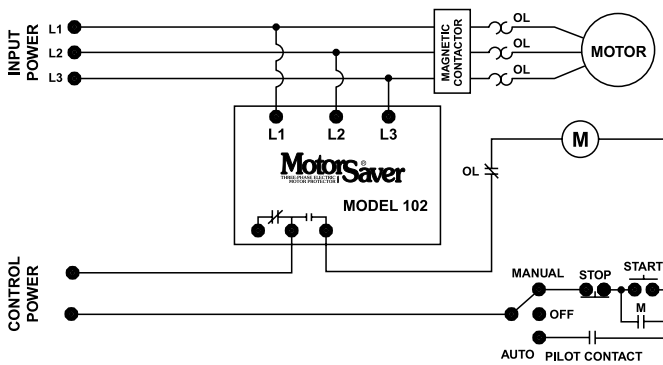 INPUT POWER
L1
L2
L3
MAGNETIC CONTACTOR
OL
OL
OL
MOTOR
L1 L2 L3
MotorSaver®
THREE-PHASE ELECTRIC
MOTOR PROTECTOR
MODEL 102
OL
M
CONTROL POWER
MANUAL
STOP
START
M
OFF
AUTO
PILOT CONTACT